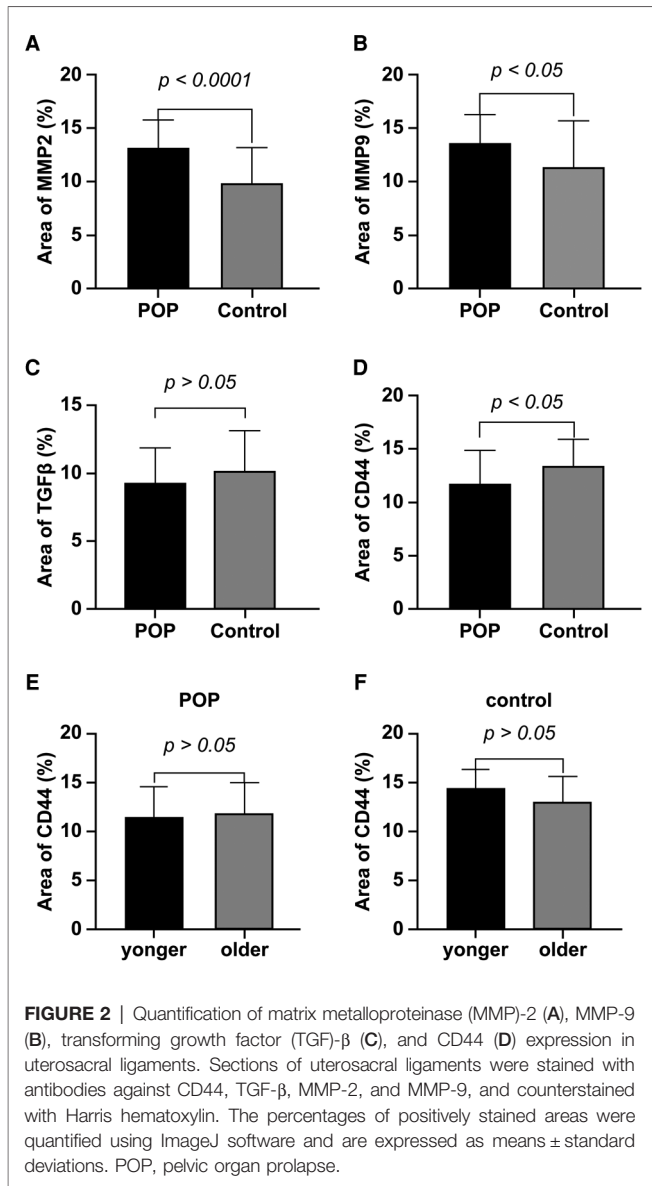 A
B
p < 0.0001
p < 0.05
Area of MMP2 (%)
20
15
10
5
0
POP Control
Area of MMP9 (%)
20
15
10
5
0
POP Control
C
D
p > 0.05
p < 0.05
Area of TGFβ (%)
15
10
5
0
POP Control
Area of CD44 (%)
20
15
10
5
0
POP Control
E
POP
F
control
p > 0.05
p > 0.05
Area of CD44 (%)
20
15
10
5
0
yonger older
Area of CD44 (%)
20
15
10
5
0
yonger older
FIGURE 2 | Quantification of matrix metalloproteinase (MMP)-2 (A), MMP-9
(B), transforming growth factor (TGF)-β (C), and CD44 (D) expression in
uterosacral ligaments. Sections of uterosacral ligaments were stained with
antibodies against CD44, TGF-β, MMP-2, and MMP-9, and counterstained
with Harris hematoxylin. The percentages of positively stained areas were
quantified using ImageJ software and are expressed as means ± standard
deviations. POP, pelvic organ prolapse.